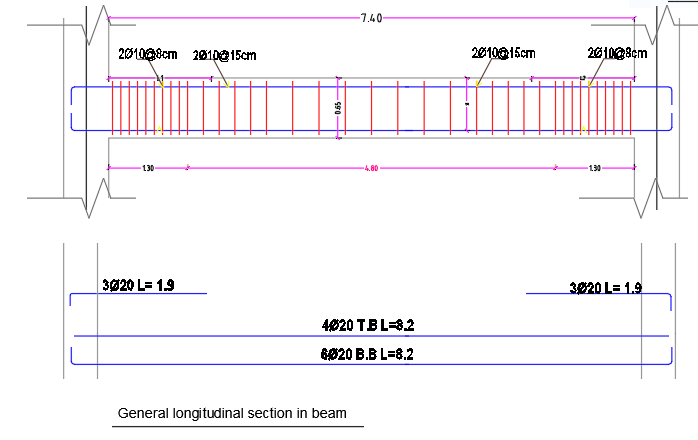 7.40
2Ø10@8cm
2Ø10@15cm
2Ø10@15cm
2Ø10@8cm
L1
0.65
1.30
4.80
1.30
3Ø20 L= 1.9
3Ø20 L= 1.9
4Ø20 T.B L=8.2
6Ø20 B.B L=8.2
General longitudinal section in beam